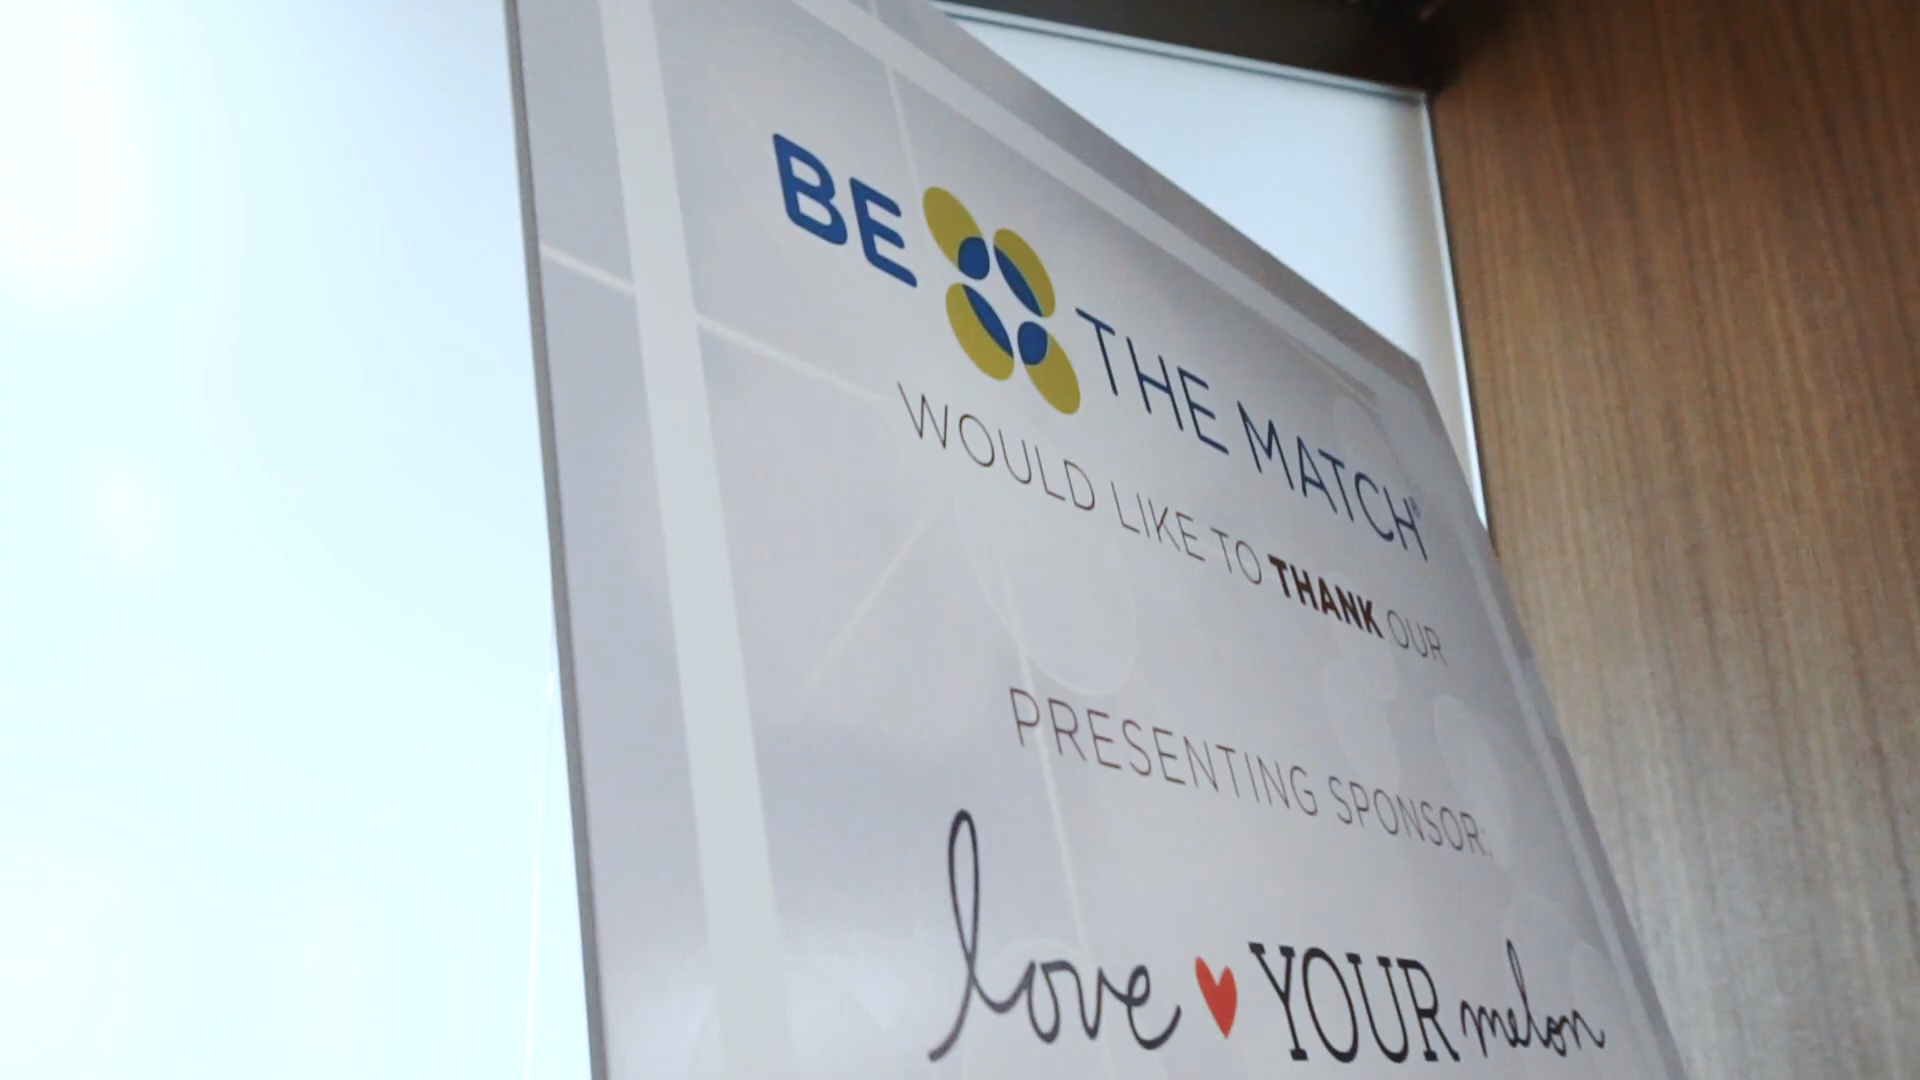 BE THE MATCH®
WOULD LIKE TO THANK OUR
PRESENTING SPONSOR:
love ♥ YOUR melon